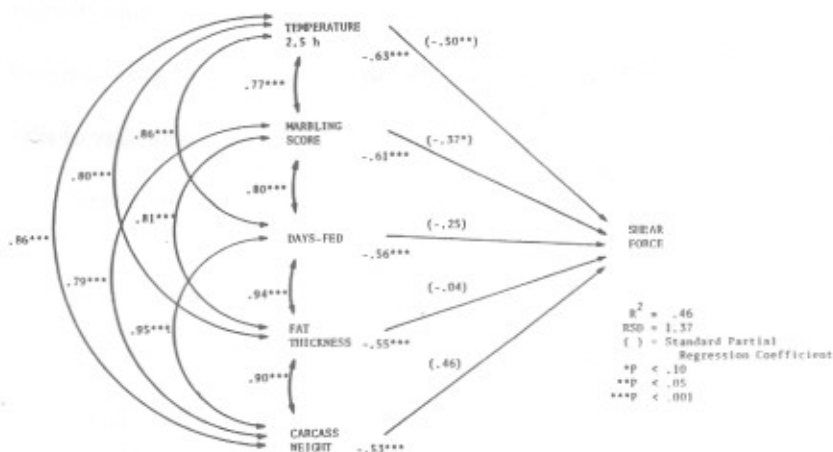 TEMPERATURE
2.5 h
(-.50**)
-.63***
.77***
MARBLING
SCORE
(-.37*)
-.61***
.86***
.80***
.80***
.81***
(-.25)
SHEAR
FORCE
DAYS-FED
-.56***
.86***
.79***
.94***
(-.04)
.95***
FAT
THICKNESS
-.55***
(.46)
.90***
CARCASS
WEIGHT
-.53***
R2 = .46
RSD = 1.37
( ) - Standard Partial
Regression Coefficient
*P < .10
**P < .05
***P < .001